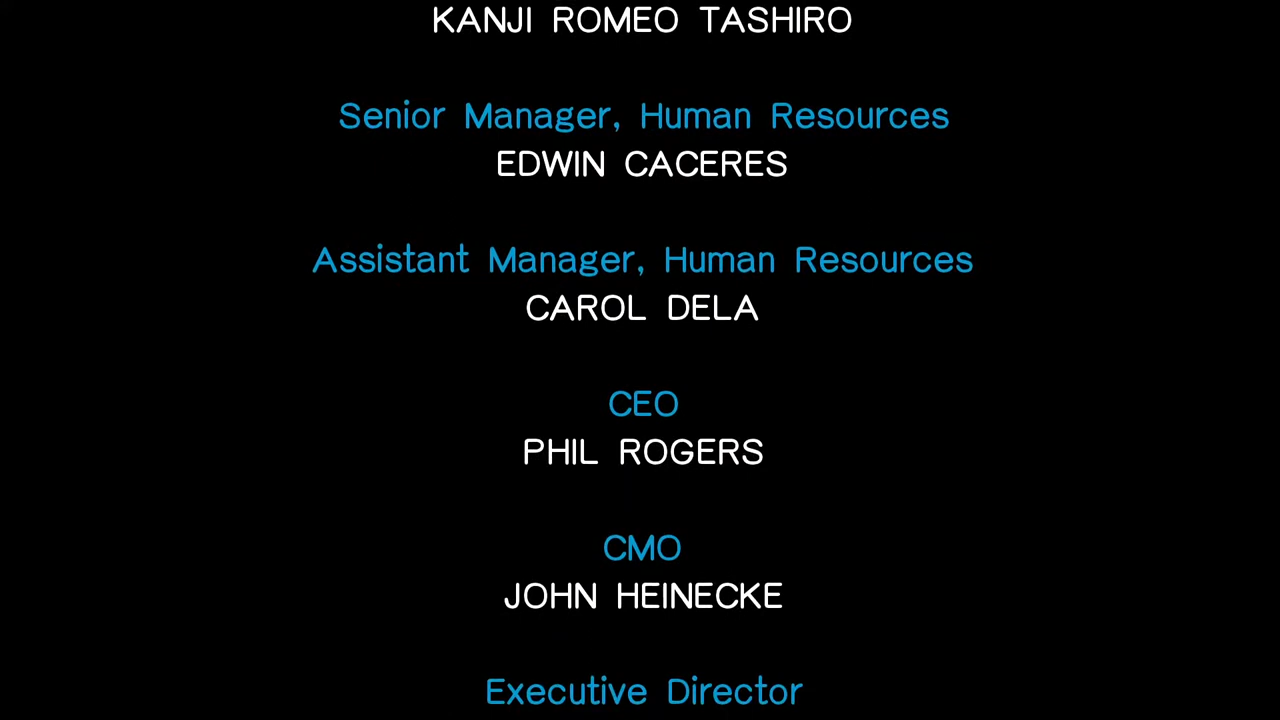 KANJI ROMEO TASHIRO
Senior Manager, Human Resources
EDWIN CACERES
Assistant Manager, Human Resources
CAROL DELA
CEO
PHIL ROGERS
CMO
JOHN HEINECKE
Executive Director